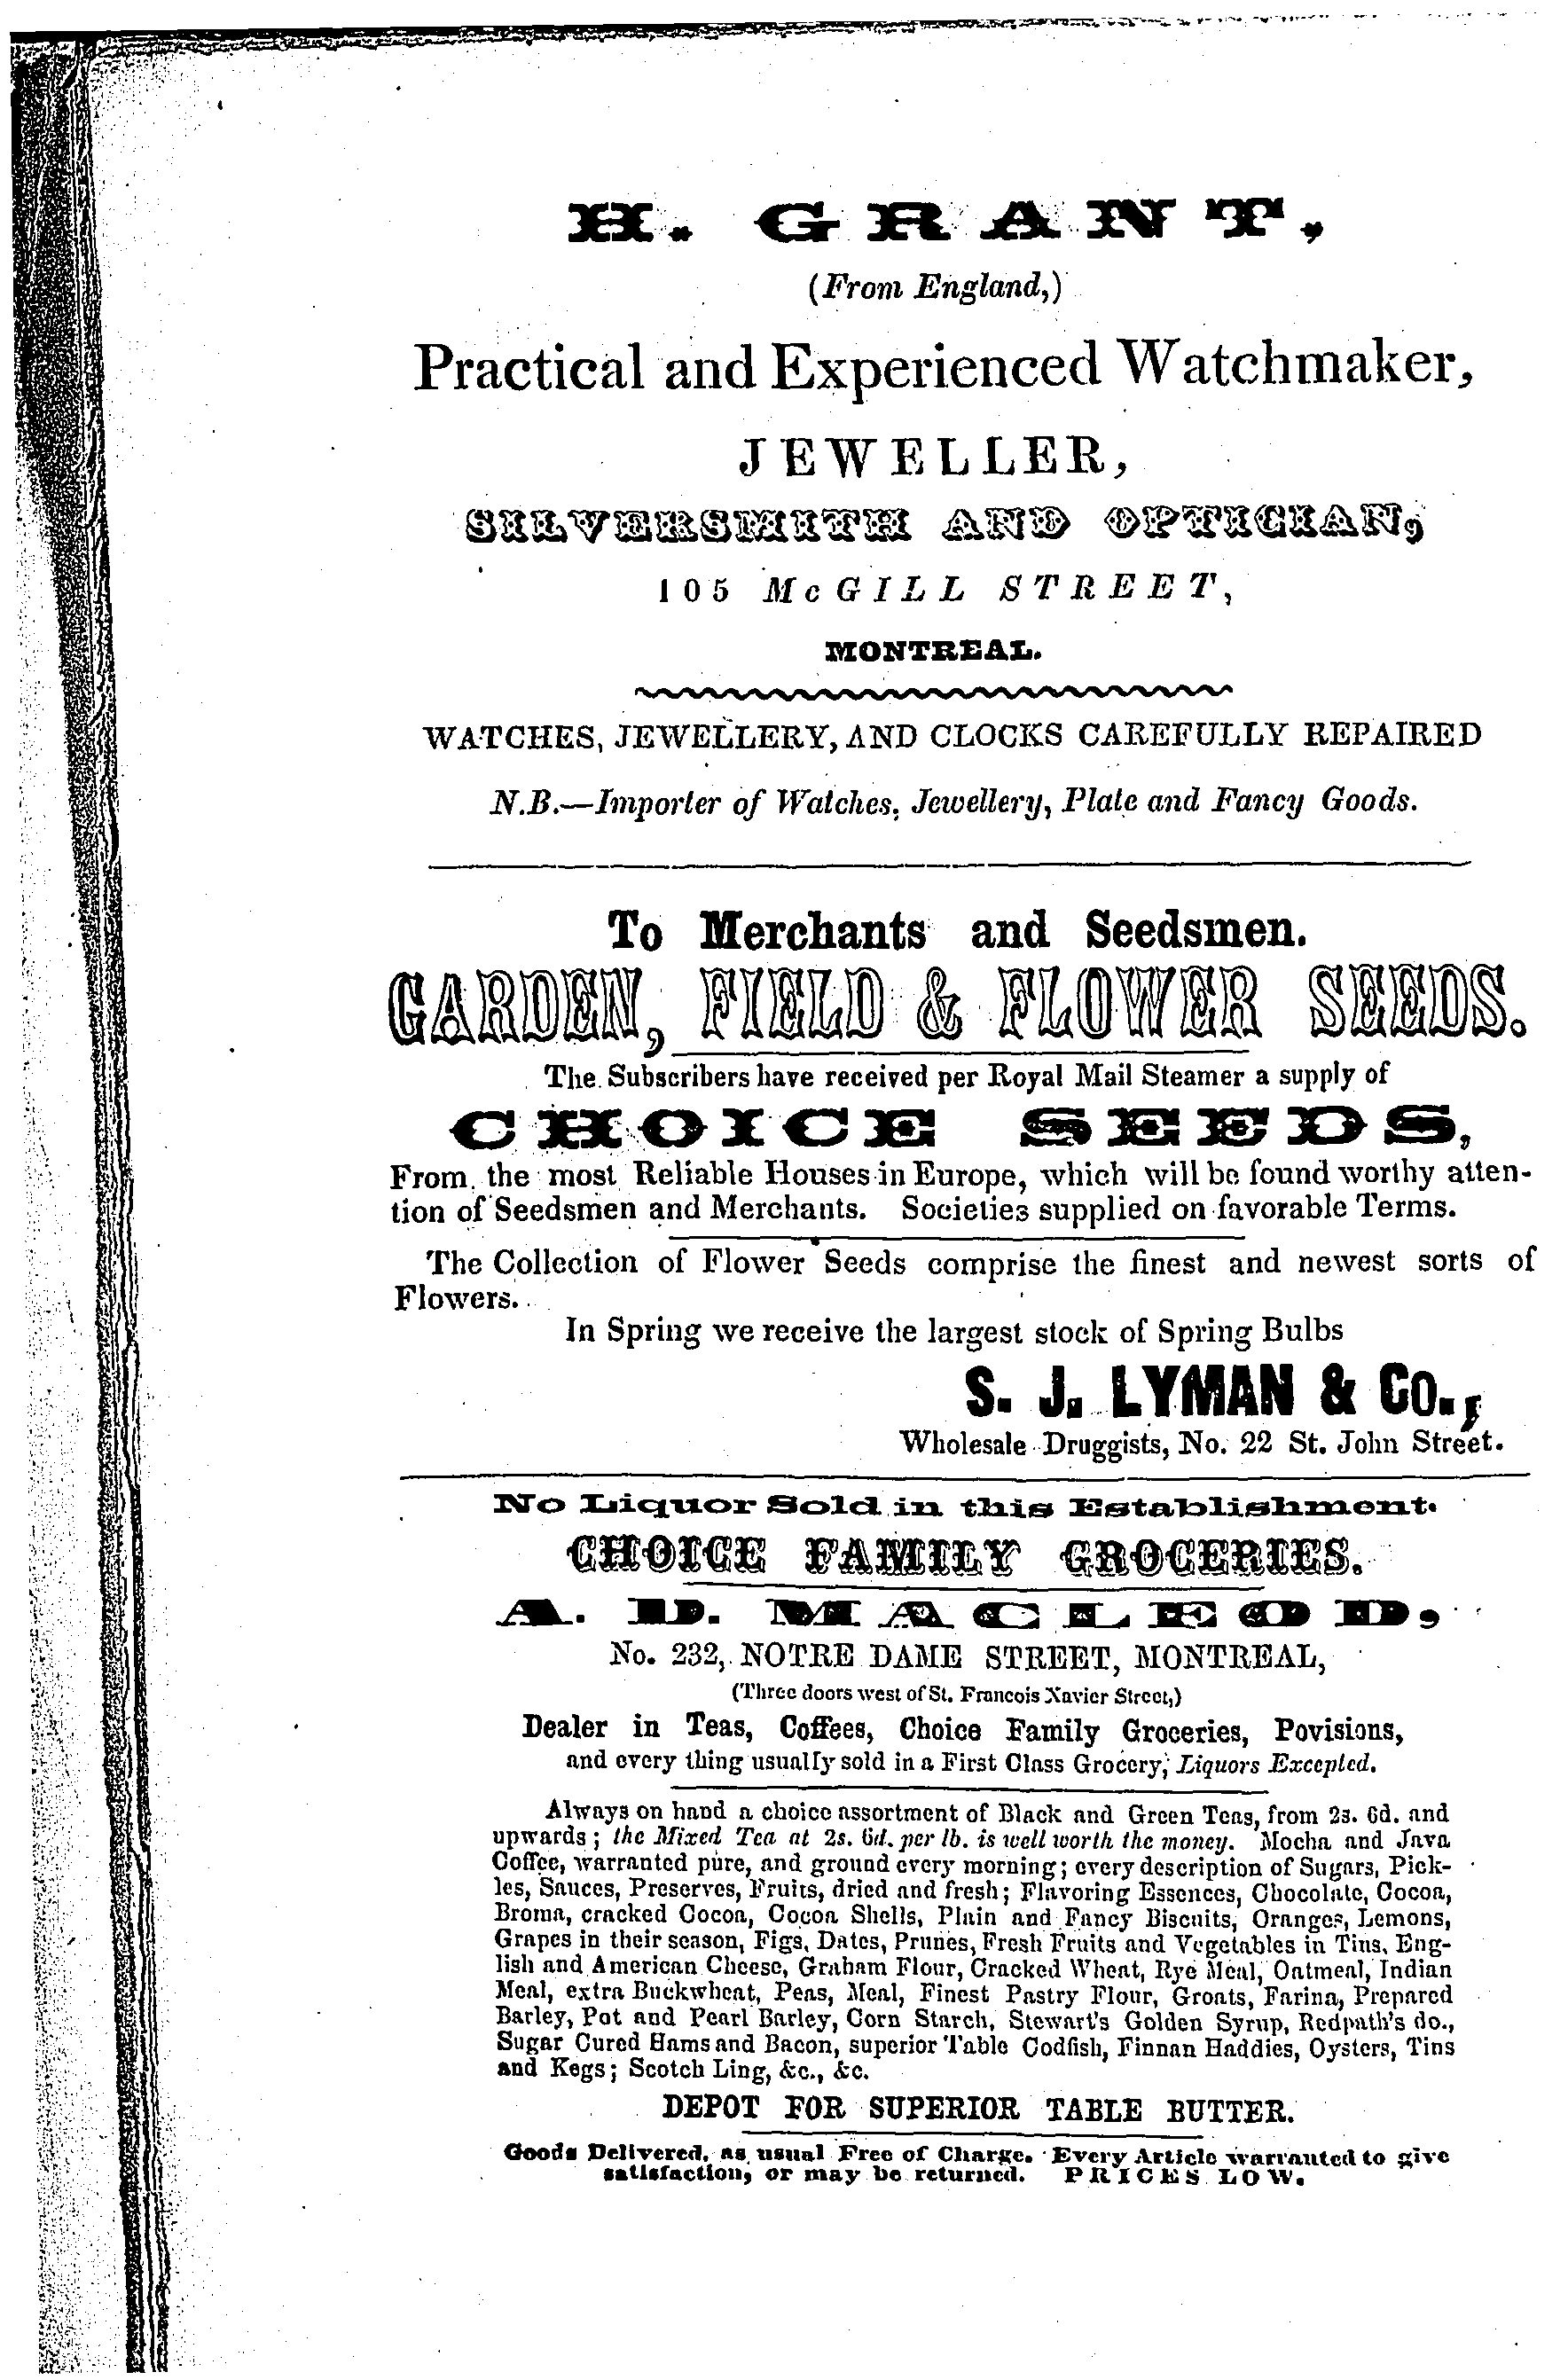 H. GRANT,
(From England,)
Practical and Experienced Watchmaker,
JEWELLER,
SILVERSMITH AND OPTICIAN,
105 McGILL STREET,
MONTREAL.
WATCHES, JEWELLERY, AND CLOCKS CAREFULLY REPAIRED
N.B.—Importer of Watches, Jewellery, Plate and Fancy Goods.
To Merchants and Seedsmen.
GARDEN, FIELD & FLOWER SEEDS.
The Subscribers have received per Royal Mail Steamer a supply of
CHOICE SEEDS,
From the most Reliable Houses in Europe, which will be found worthy atten-
tion of Seedsmen and Merchants. Societies supplied on favorable Terms.
The Collection of Flower Seeds comprise the finest and newest sorts of
Flowers.
In Spring we receive the largest stock of Spring Bulbs
S. J. LYMAN & CO.,
Wholesale Druggists, No. 22 St. John Street.
No Liquor Sold in this Establishment.
CHOICE FAMILY GROCERIES.
A. D. MACLEOD,
No. 232, NOTRE DAME STREET, MONTREAL,
(Three doors west of St. Francois Xavier Street,)
Dealer in Teas, Coffees, Choice Family Groceries, Povisions,
and every thing usually sold in a First Class Grocery, Liquors Excepted.
Always on hand a choice assortment of Black and Green Teas, from 2s. 6d. and
upwards; the Mixed Tea at 2s. 6d. per lb. is well worth the money. Mocha and Java
Coffee, warranted pure, and ground every morning; every description of Sugars, Pick-
les, Sauces, Preserves, Fruits, dried and fresh; Flavoring Essences, Chocolate, Cocoa,
Broma, cracked Cocoa, Cocoa Shells, Plain and Fancy Biscuits, Oranges, Lemons,
Grapes in their season, Figs, Dates, Prunes, Fresh Fruits and Vegetables in Tins, Eng-
lish and American Cheese, Graham Flour, Cracked Wheat, Rye Meal, Oatmeal, Indian
Meal, extra Buckwheat, Peas, Meal, Finest Pastry Flour, Groats, Farina, Prepared
Barley, Pot and Pearl Barley, Corn Starch, Stewart's Golden Syrup, Redpath's do.,
Sugar Cured Hams and Bacon, superior Table Codfish, Finnan Haddies, Oysters, Tins
and Kegs; Scotch Ling, &c., &c.
DEPOT FOR SUPERIOR TABLE BUTTER.
Goods Delivered, as usual Free of Charge. Every Article warranted to give
satisfaction, or may be returned. PRICES LOW.